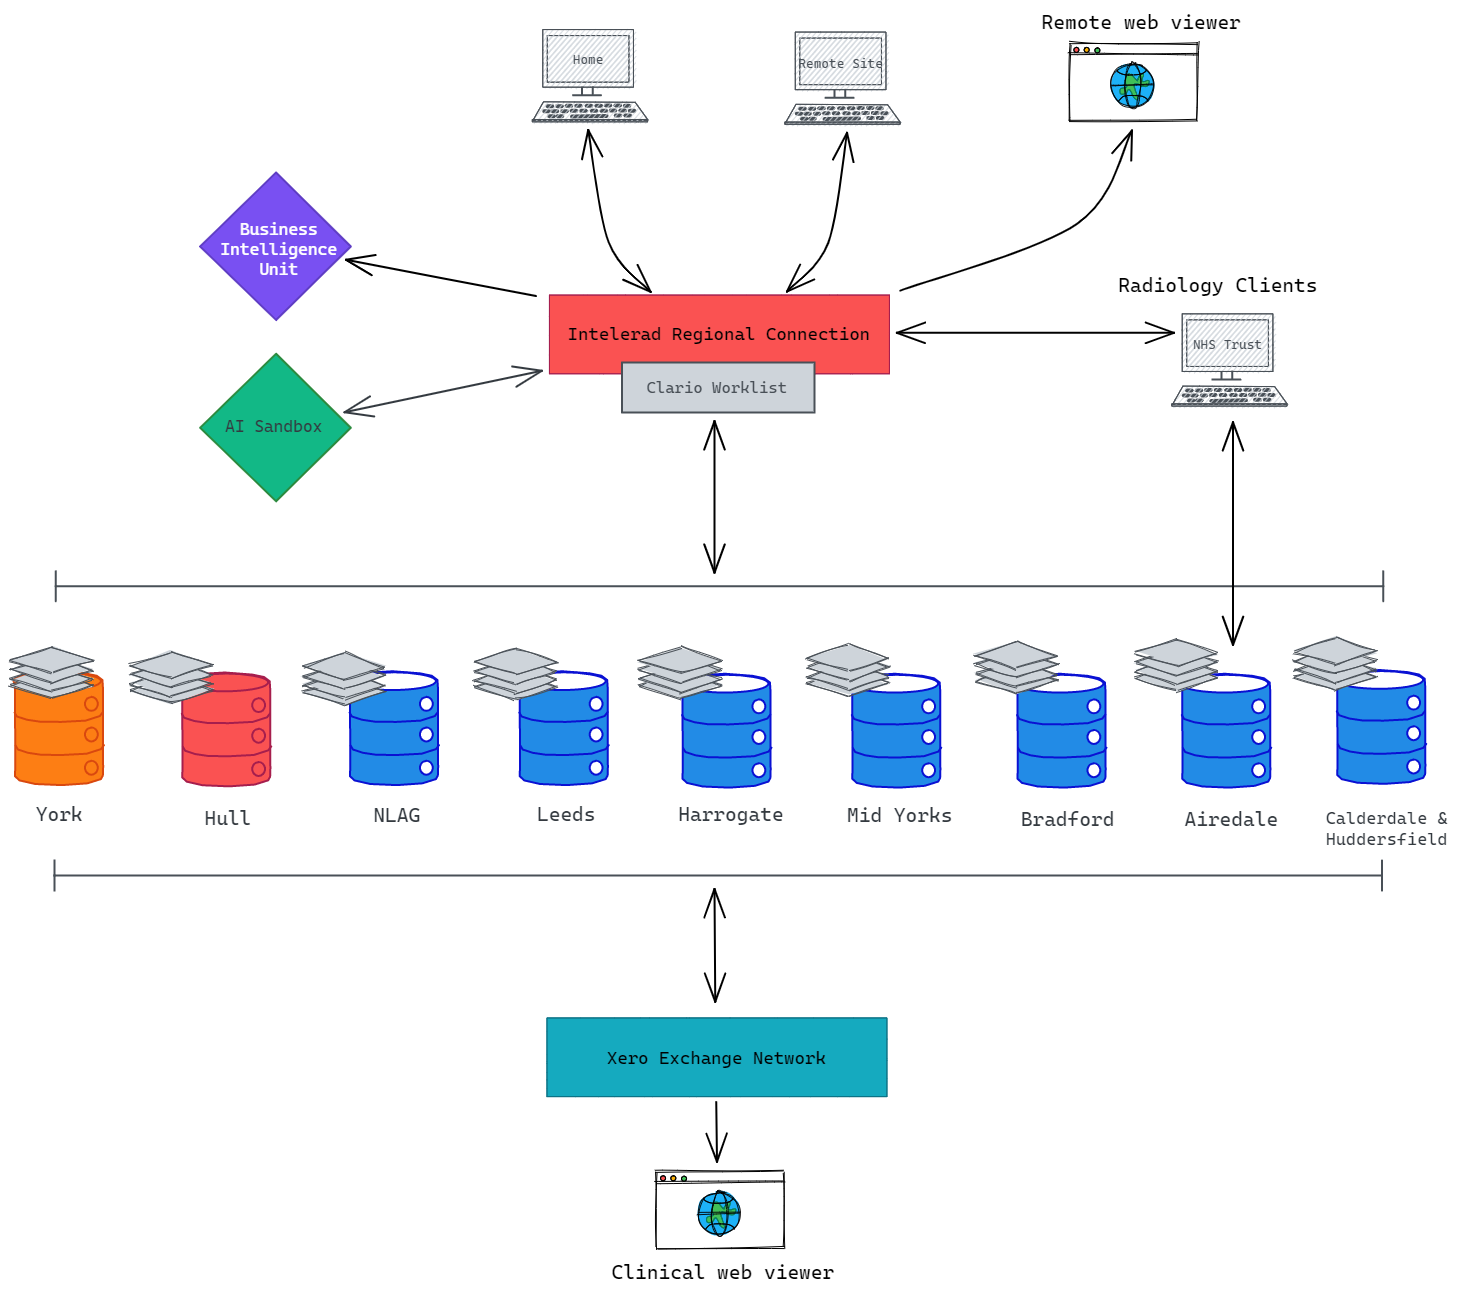 Remote web viewer
Home
Remote Site
Business
Intelligence
Unit
Radiology Clients
Intelerad Regional Connection
NHS Trust
Clario Worklist
AI Sandbox
York
Hull
NLAG
Leeds
Harrogate
Mid Yorks
Bradford
Airedale
Calderdale &
Huddersfield
Xero Exchange Network
Clinical web viewer